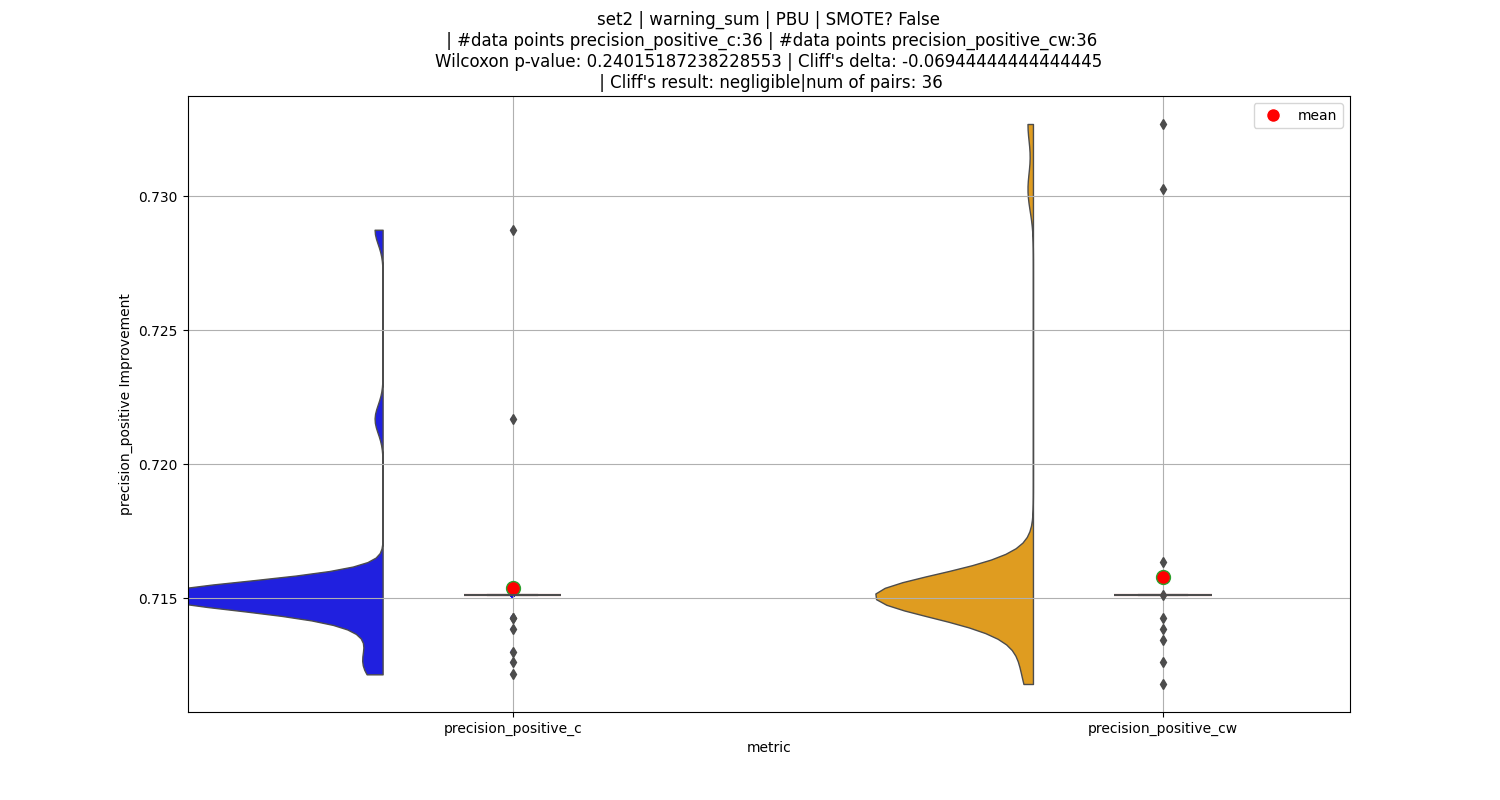 set2 | warning_sum | PBU | SMOTE? False
| #data points precision_positive_c:36 | #data points precision_positive_cw:36
Wilcoxon p-value: 0.24015187238228553 | Cliff's delta: -0.06944444444444445
| Cliff's result: negligible|num of pairs: 36
mean
0.730
0.725
0.720
0.715
precision_positive Improvement
precision_positive_c
precision_positive_cw
metric